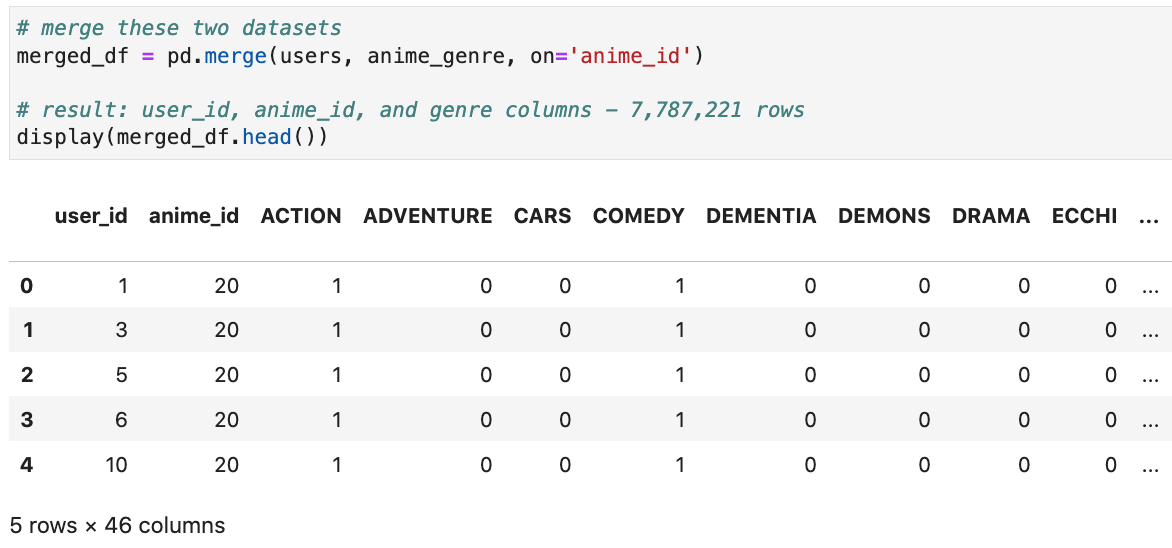 # merge these two datasets
merged_df = pd.merge(users, anime_genre, on='anime_id')
# result: user_id, anime_id, and genre columns – 7,787,221 rows
display(merged_df.head())
user_id anime_id ACTION ADVENTURE CARS COMEDY DEMENTIA DEMONS DRAMA ECCHI ...
0 1 20 1 0 0 1 0 0 0 0 ...
1 3 20 1 0 0 1 0 0 0 0 ...
2 5 20 1 0 0 1 0 0 0 0 ...
3 6 20 1 0 0 1 0 0 0 0 ...
4 10 20 1 0 0 1 0 0 0 0 ...
5 rows × 46 columns